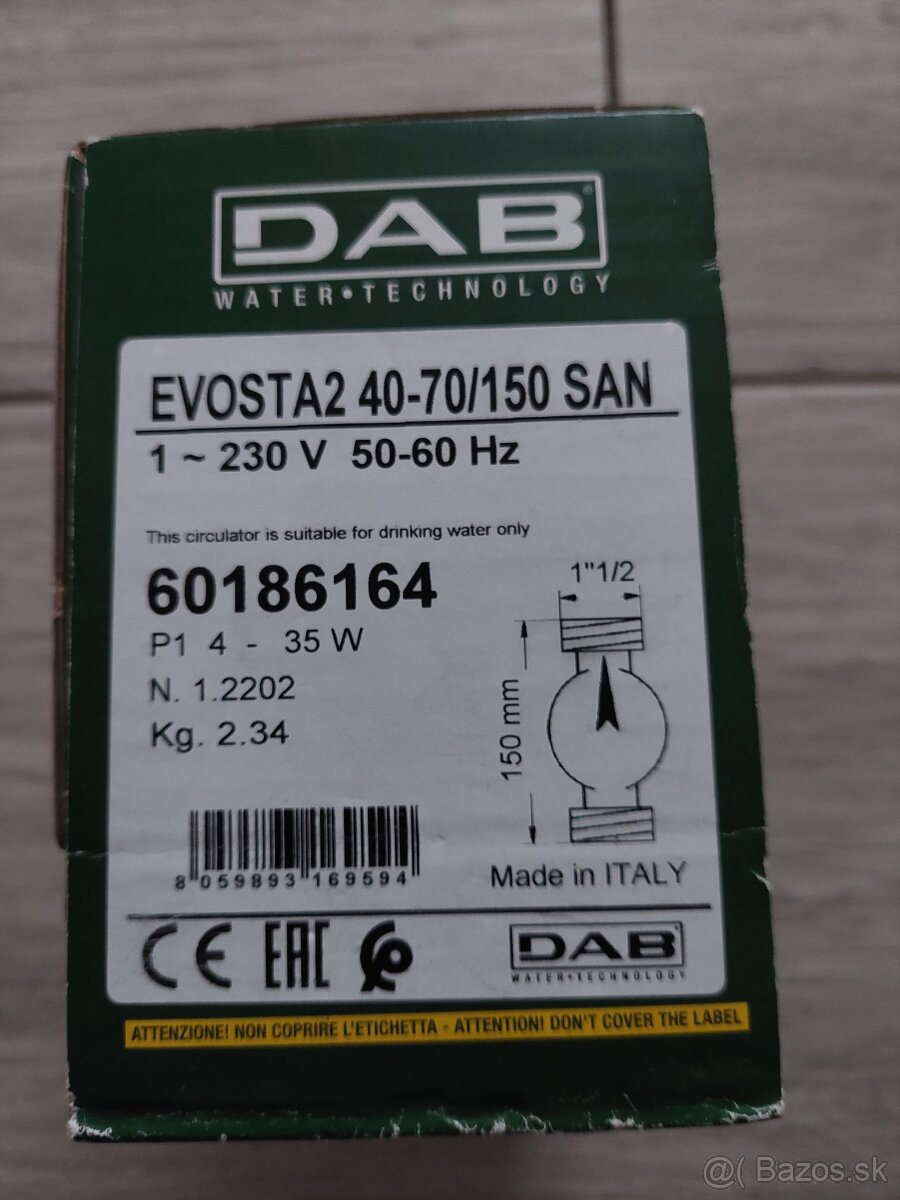 DAB®
WATER•TECHNOLOGY
EVOSTA2 40-70/150 SAN
1 ~ 230 V 50-60 Hz
This circulator is suitable for drinking water only
60186164
P1 4 - 35 W
N. 1.2202
Kg. 2.34
1"1/2
150 mm
8 059893 169594
Made in ITALY
CE EAC
DAB
WATER•TECHNOLOGY
ATTENZIONE! NON COPRIRE L'ETICHETTA - ATTENTION! DON'T COVER THE LABEL
@( Bazos.sk